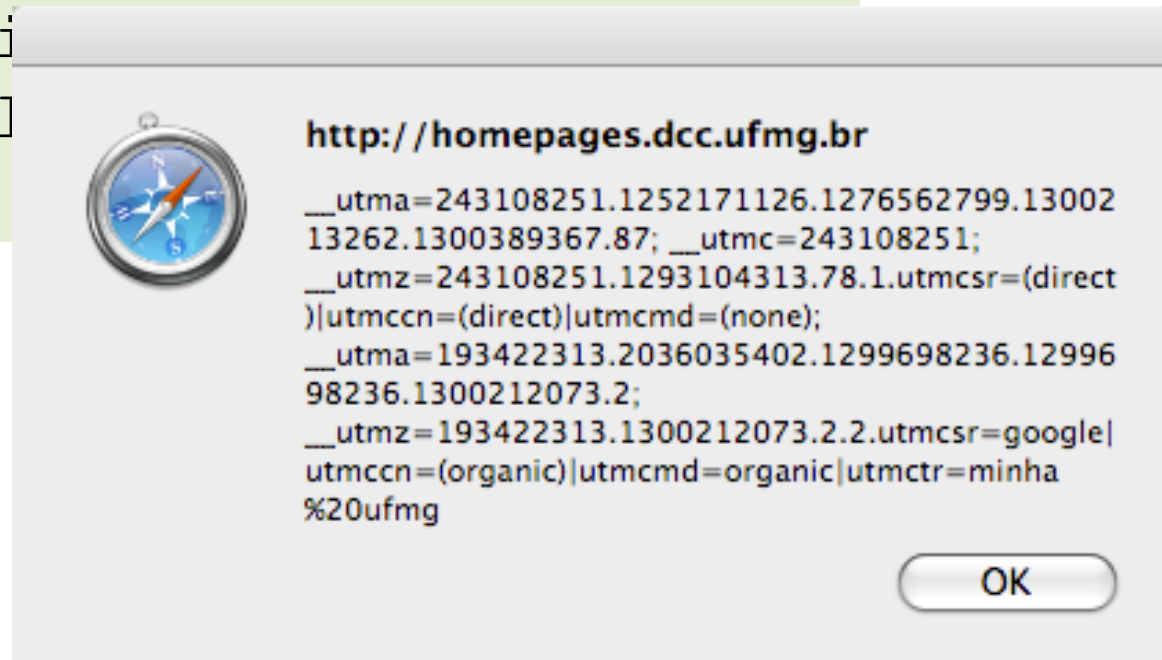 http://homepages.dcc.ufmg.br
__utma=243108251.1252171126.1276562799.13002
13262.1300389367.87; __utmc=243108251;
__utmz=243108251.1293104313.78.1.utmcsr=(direct
)|utmccn=(direct)|utmcmd=(none);
__utma=193422313.2036035402.1299698236.12996
98236.1300212073.2;
__utmz=193422313.1300212073.2.2.utmcsr=google|
utmccn=(organic)|utmcmd=organic|utmctr=minha
%20ufmg
OK